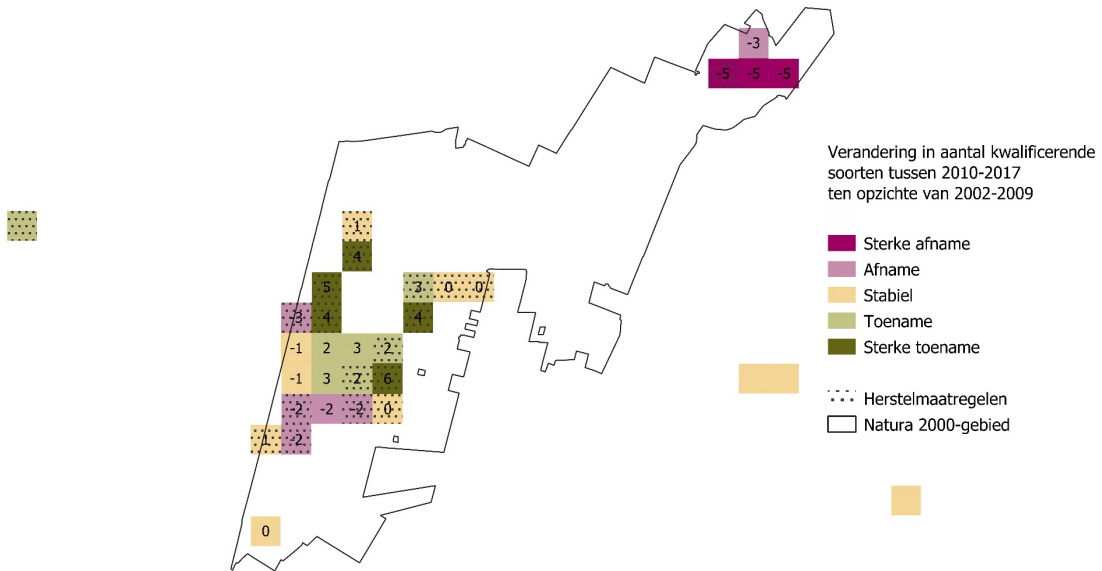 -3
-5 -5 -5
Verandering in aantal kwalificerende
soorten tussen 2010-2017
ten opzichte van 2002-2009
1
Sterke afname
4
Afname
5 3 0 0
Stabiel
-3 4 4
Toename
-1 2 3 2
Sterke toename
-1 3 2 6
Herstelmaatregelen
-2 -2 -2 0
Natura 2000-gebied
1 -2
0